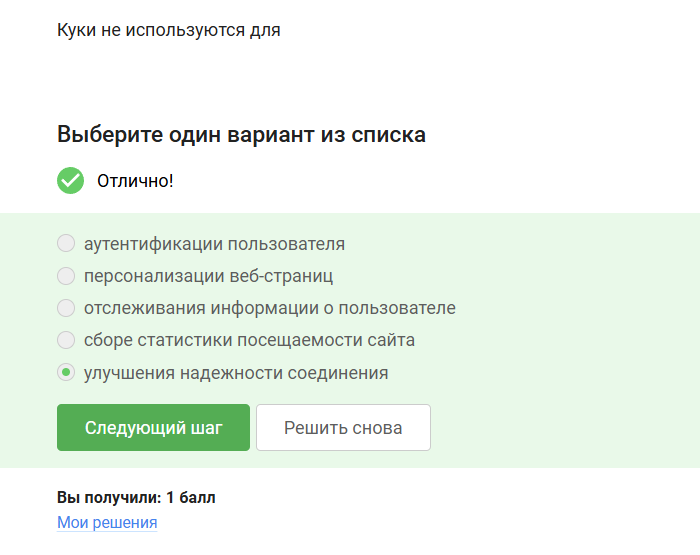 Куки не используются для
Выберите один вариант из списка
Отлично!
аутентификации пользователя
персонализации веб-страниц
отслеживания информации о пользователе
сборе статистики посещаемости сайта
улучшения надежности соединения
Следующий шаг
Решить снова
Вы получили: 1 балл
Мои решения